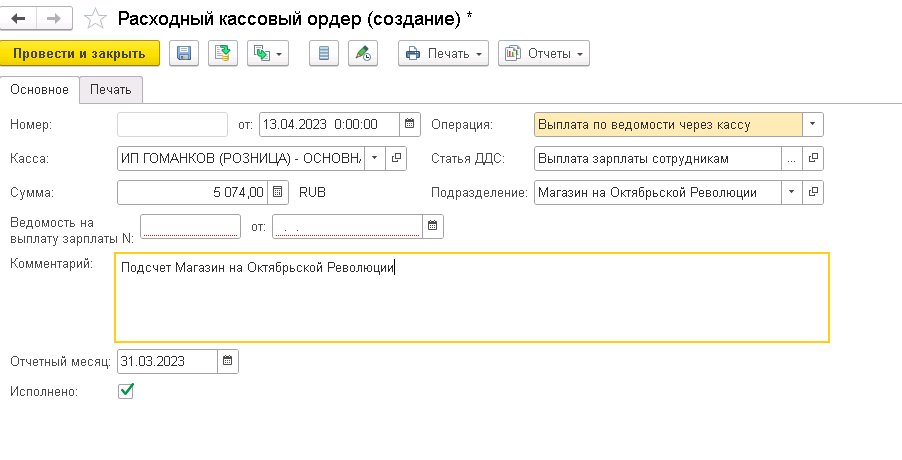 Расходный кассовый ордер (создание) *
Провести и закрыть Печать Отчеты
Основное Печать
Номер: от: 13.04.2023 0:00:00 Операция: Выплата по ведомости через кассу
Касса: ИП ГОМАНКОВ (РОЗНИЦА) - ОСНОВНА Статья ДДС: Выплата зарплаты сотрудникам ...
Сумма: 5 074,00 RUB Подразделение: Магазин на Октябрьской Революции
Ведомость на
выплату зарплаты N: от: . .
Комментарий: Подсчет Магазин на Октябрьской Революции
Отчетный месяц: 31.03.2023
Исполнено: